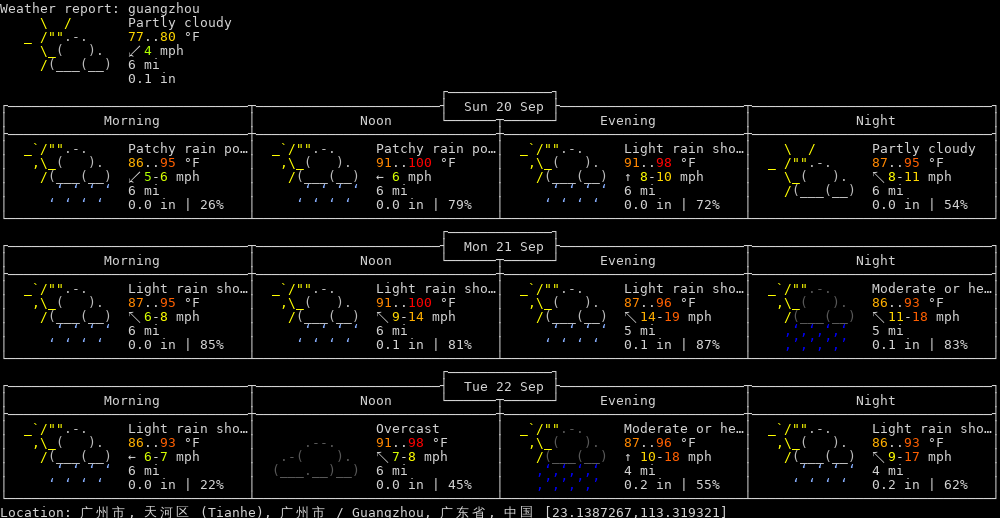 Weather report: guangzhou
Partly cloudy
77..80 °F
↙ 4 mph
6 mi
0.1 in
Sun 20 Sep
Morning Noon Evening Night
Patchy rain po… Patchy rain po… Light rain sho… Partly cloudy
86..95 °F 91..100 °F 91..98 °F 87..95 °F
↙ 5-6 mph ← 6 mph ↑ 8-10 mph ↖ 8-11 mph
6 mi 6 mi 6 mi 6 mi
0.0 in | 26% 0.0 in | 79% 0.0 in | 72% 0.0 in | 54%
Mon 21 Sep
Morning Noon Evening Night
Light rain sho… Light rain sho… Light rain sho… Moderate or he…
87..95 °F 91..100 °F 87..96 °F 86..93 °F
↖ 6-8 mph ↖ 9-14 mph ↖ 14-19 mph ↖ 11-18 mph
6 mi 6 mi 5 mi 5 mi
0.0 in | 85% 0.1 in | 81% 0.1 in | 87% 0.1 in | 83%
Tue 22 Sep
Morning Noon Evening Night
Light rain sho… Overcast Moderate or he… Light rain sho…
86..93 °F 91..98 °F 87..96 °F 86..93 °F
← 6-7 mph ↖ 7-8 mph ↑ 10-18 mph ↖ 9-17 mph
6 mi 6 mi 4 mi 4 mi
0.0 in | 22% 0.0 in | 45% 0.2 in | 55% 0.2 in | 62%
Location: 广州市, 天河区 (Tianhe), 广州市 / Guangzhou, 广东省, 中国 [23.1387267,113.319321]